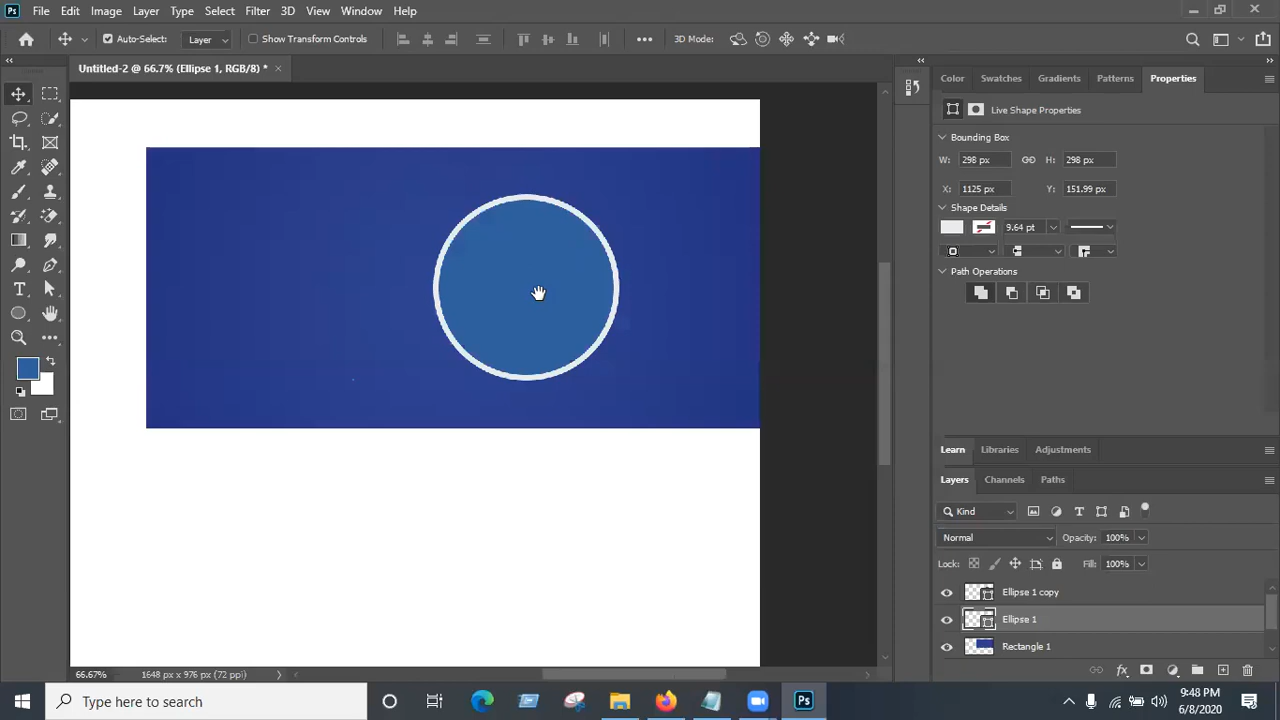 Ps File Edit Image Layer Type Select Filter 3D View Window Help
Auto-Select: Layer Show Transform Controls 3D Mode:
Untitled-2 @ 66.7% (Ellipse 1, RGB/8) *
Color Swatches Gradients Patterns Properties
Live Shape Properties
Bounding Box
W: 298 px H: 298 px
X: 1125 px Y: 151.99 px
Shape Details
9.64 pt
Path Operations
Learn Libraries Adjustments
Layers Channels Paths
Kind
Normal Opacity: 100%
Lock: Fill: 100%
Ellipse 1 copy
Ellipse 1
Rectangle 1
66.67% 1648 px x 976 px (72 ppi)
Type here to search
Ps
9:48 PM
6/8/2020